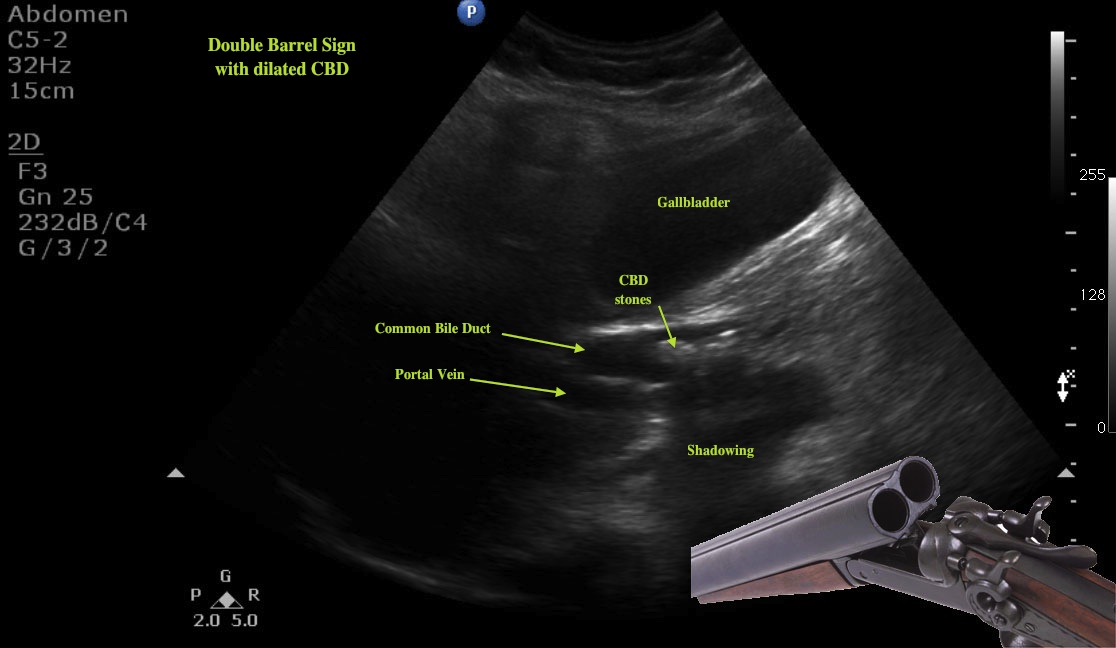 Abdomen
C5-2
32Hz
15cm
2D
F3
Gn 25
232dB/C4
G/3/2
P
Double Barrel Sign
with dilated CBD
Gallbladder
CBD
stones
Common Bile Duct
Portal Vein
Shadowing
255
128
0
G
P R
2.0 5.0